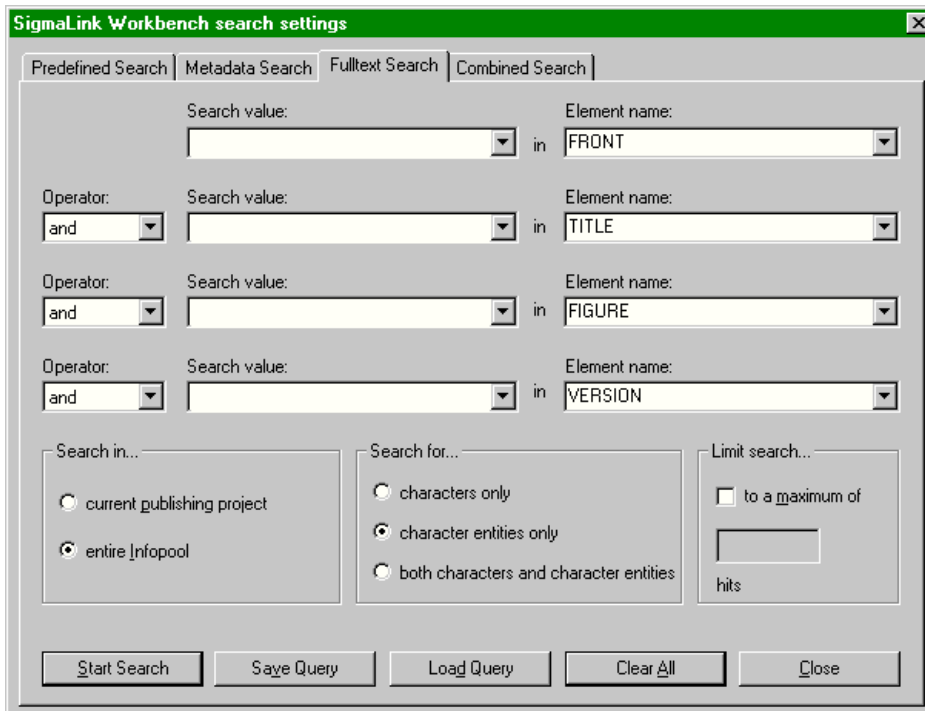 SigmaLink Workbench search settings
Predefined Search Metadata Search Fulltext Search Combined Search
Search value: Element name:
in FRONT
Operator: Search value: Element name:
and in TITLE
Operator: Search value: Element name:
and in FIGURE
Operator: Search value: Element name:
and in VERSION
Search in... Search for... Limit search...
current publishing project characters only to a maximum of
entire Infopool character entities only
both characters and character entities hits
Start Search Save Query Load Query Clear All Close